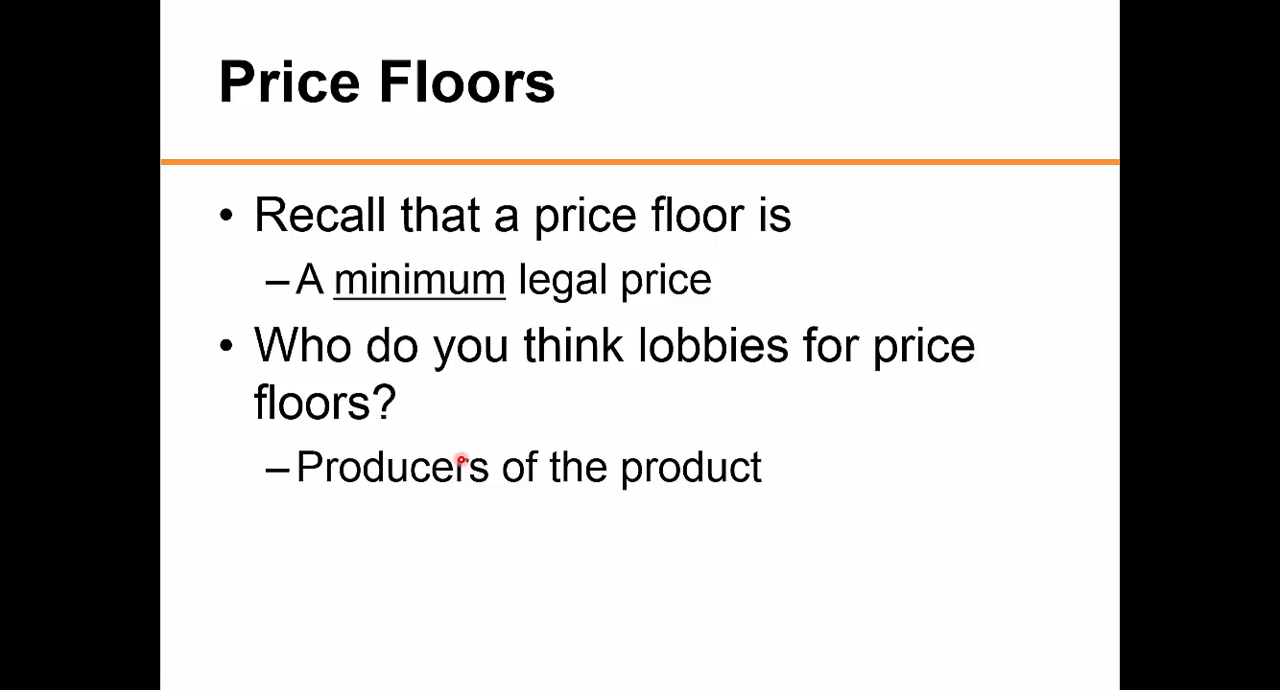 Price Floors
• Recall that a price floor is
– A minimum legal price
• Who do you think lobbies for price
floors?
– Producers of the product